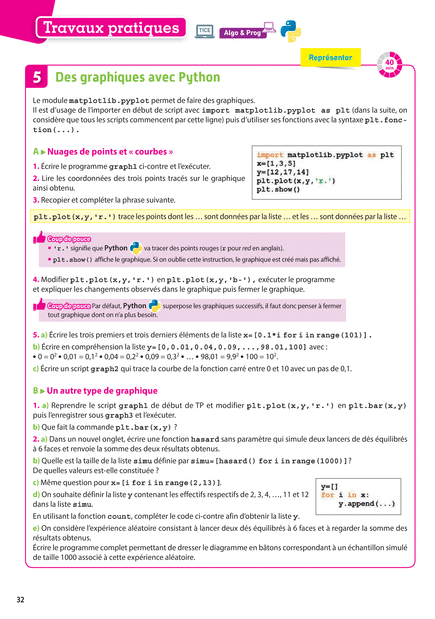 Travaux pratiques
TICE
Algo & Prog
Représenter
40
min
5 Des graphiques avec Python
Le module matplotlib.pyplot permet de faire des graphiques.
Il est d'usage de l'importer en début de script avec import matplotlib.pyplot as plt (dans la suite, on
considère que tous les scripts commencent par cette ligne) puis d'utiliser ses fonctions avec la syntaxe plt.fonc-
tion(...).
A ▶ Nuages de points et « courbes »
1. Écrire le programme graph1 ci-contre et l'exécuter.
2. Lire les coordonnées des trois points tracés sur le graphique
ainsi obtenu.
3. Recopier et compléter la phrase suivante.
import matplotlib.pyplot as plt
x=[1,3,5]
y=[12,17,14]
plt.plot(x,y,'r.')
plt.show()
plt.plot(x,y,'r.') trace les points dont les … sont données par la liste … et les … sont données par la liste …
Coup de pouce
• 'r.' signifie que Python va tracer des points rouges (r pour red en anglais).
• plt.show() affiche le graphique. Si on oublie cette instruction, le graphique est créé mais pas affiché.
4. Modifier plt.plot(x,y,'r.') en plt.plot(x,y,'b-'), exécuter le programme
et expliquer les changements observés dans le graphique puis fermer le graphique.
Coup de pouce Par défaut, Python superpose les graphiques successifs, il faut donc penser à fermer
tout graphique dont on n'a plus besoin.
5. a) Écrire les trois premiers et trois derniers éléments de la liste x=[0.1*i for i in range(101)].
b) Écrire en compréhension la liste y=[0,0.01,0.04,0.09,...,98.01,100] avec :
• 0 = 0² • 0,01 = 0,1² • 0,04 = 0,2² • 0,09 = 0,3² • … • 98,01 = 9,9² • 100 = 10².
c) Écrire un script graph2 qui trace la courbe de la fonction carré entre 0 et 10 avec un pas de 0,1.
B ▶ Un autre type de graphique
1. a) Reprendre le script graph1 de début de TP et modifier plt.plot(x,y,'r.') en plt.bar(x,y)
puis l'enregistrer sous graph3 et l'exécuter.
b) Que fait la commande plt.bar(x,y) ?
2. a) Dans un nouvel onglet, écrire une fonction hasard sans paramètre qui simule deux lancers de dés équilibrés
à 6 faces et renvoie la somme des deux résultats obtenus.
b) Quelle est la taille de la liste simu définie par simu=[hasard() for i in range(1000)] ?
De quelles valeurs est-elle constituée ?
c) Même question pour x=[i for i in range(2,13)].
d) On souhaite définir la liste y contenant les effectifs respectifs de 2, 3, 4, …, 11 et 12
dans la liste simu.
En utilisant la fonction count, compléter le code ci-contre afin d'obtenir la liste y.
y=[]
for i in x:
y.append(...)
e) On considère l'expérience aléatoire consistant à lancer deux dés équilibrés à 6 faces et à regarder la somme des
résultats obtenus.
Écrire le programme complet permettant de dresser le diagramme en bâtons correspondant à un échantillon simulé
de taille 1000 associé à cette expérience aléatoire.
32